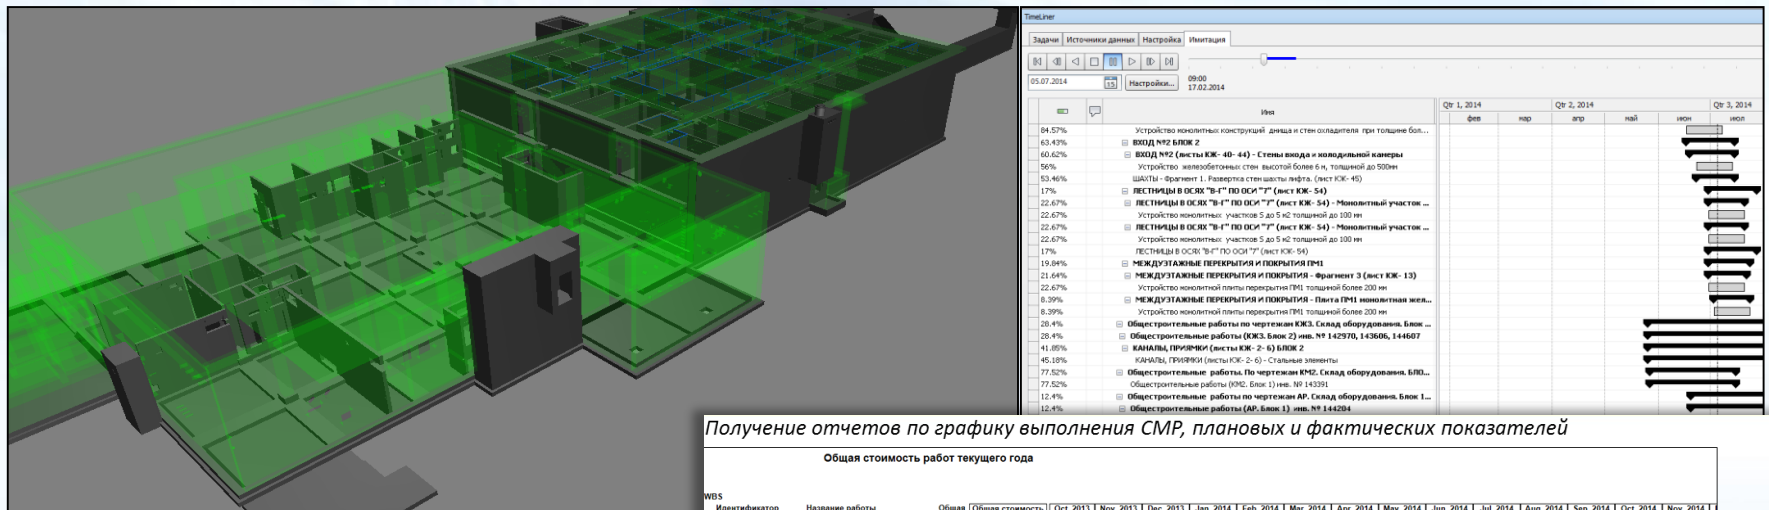 TimeLiner
Задачи Источники данных Настройка Имитация
05.07.2014 15 Настройки... 09:00
17.02.2014
Имя
Qtr 1, 2014 Qtr 2, 2014 Qtr 3, 2014
фев мар апр май июн июл
84.57% Устройство монолитных конструкций днища и стен охладителя при толщине бол...
63.43% ВХОД №2 БЛОК 2
60.62% ВХОД №2 (листы КЖ- 40- 44) - Стены входа и холодильной камеры
56% Устройство железобетонных стен высотой более 6 м, толщиной до 500мм
53.46% ШАХТЫ - Фрагмент 1. Развертка стен шахты лифта. (лист КЖ- 45)
17% ЛЕСТНИЦЫ В ОСЯХ "В-Г" ПО ОСИ "7" (лист КЖ- 54)
22.67% ЛЕСТНИЦЫ В ОСЯХ "В-Г" ПО ОСИ "7" (лист КЖ- 54) - Монолитный участок ...
22.67% Устройство монолитных участков S до 5 м2 толщиной до 100 мм
22.67% ЛЕСТНИЦЫ В ОСЯХ "В-Г" ПО ОСИ "7" (лист КЖ- 54) - Монолитный участок ...
22.67% Устройство монолитных участков S до 5 м2 толщиной до 100 мм
17% ЛЕСТНИЦЫ В ОСЯХ "В-Г" ПО ОСИ "7" (лист КЖ- 54)
19.84% МЕЖДУЭТАЖНЫЕ ПЕРЕКРЫТИЯ И ПОКРЫТИЯ ПМ1
21.64% МЕЖДУЭТАЖНЫЕ ПЕРЕКРЫТИЯ И ПОКРЫТИЯ - Фрагмент 3 (лист КЖ- 13)
22.67% Устройство монолитной плиты перекрытия ПМ1 толщиной более 200 мм
8.39% МЕЖДУЭТАЖНЫЕ ПЕРЕКРЫТИЯ И ПОКРЫТИЯ - Плита ПМ1 монолитная жел...
8.39% Устройство монолитной плиты перекрытия ПМ1 толщиной более 200 мм
28.4% Общестроительные работы по чертежам КЖ3. Склад оборудования. Блок ...
28.4% Общестроительные работы (КЖ3. Блок 2) инв. № 142970, 143606, 144607
41.85% КАНАЛЫ, ПРИЯМКИ (листы КЖ- 2- 6) БЛОК 2
45.18% КАНАЛЫ, ПРИЯМКИ (листы КЖ- 2- 6) - Стальные элементы
77.52% Общестроительные работы. По чертежам КМ2. Склад оборудования. БЛО...
77.52% Общестроительные работы (КМ2. Блок 1) инв. № 143391
12.4% Общестроительные работы по чертежам АР. Склад оборудования. Блок 1...
12.4% Общестроительные работы (АР. Блок 1) инв. № 144204
Получение отчетов по графику выполнения СМР, плановых и фактических показателей
Общая стоимость работ текущего года
WBS
Идентификатор Название работы Общая Общая стоимость Oct, 2013 Nov, 2013 Dec, 2013 Jan, 2014 Feb, 2014 Mar, 2014 Apr, 2014 May, 2014 Jun, 2014 Jul, 2014 Aug, 2014 Sep, 2014 Oct, 2014 Nov, 2014